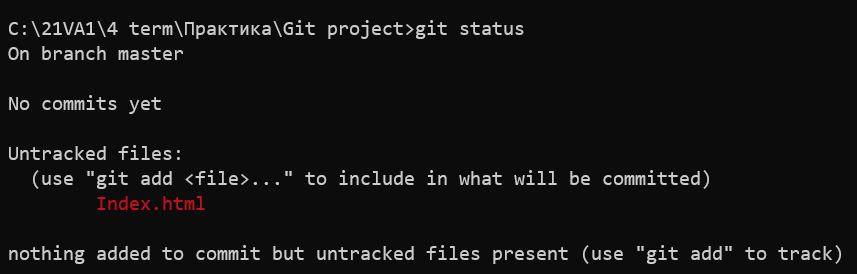 C:\21VA1\4 term\Практика\Git project>git status
On branch master
No commits yet
Untracked files:
(use "git add <file>..." to include in what will be committed)
Index.html
nothing added to commit but untracked files present (use "git add" to track)